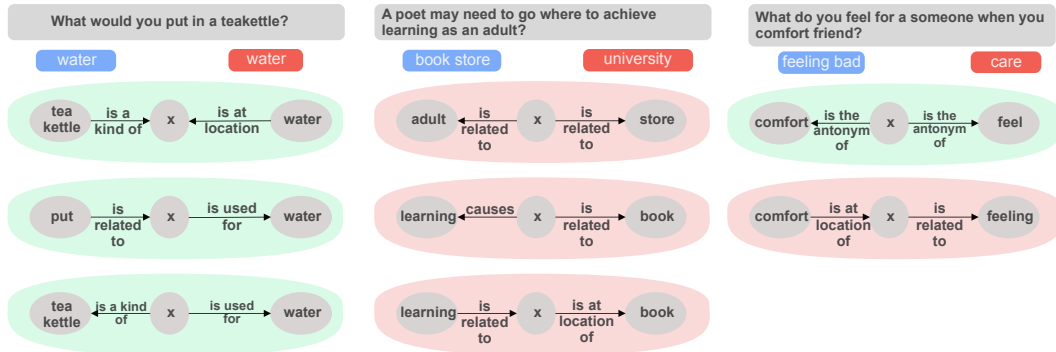 What would you put in a teakettle?
water
water
tea
kettle
is a
kind of
x
is at
location
water
put
is
related
to
x
is used
for
water
tea
kettle
is a kind
of
x
is used
for
water
A poet may need to go where to achieve
learning as an adult?
book store
university
adult
is
related
to
x
is
related
to
store
learning
causes
x
is
related
to
book
learning
is
related
to
x
is at
location
of
book
What do you feel for a someone when you
comfort friend?
feeling bad
care
comfort
is the
antonym
of
x
is the
antonym
of
feel
comfort
is at
location
of
x
is
related
to
feeling